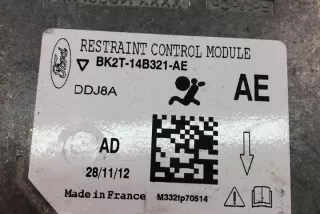 Ford
RESTRAINT CONTROL MODULE
BK2T-14B321-AE
DDJ8A
AE
AD
28/11/12
Made in France
M332tp70514